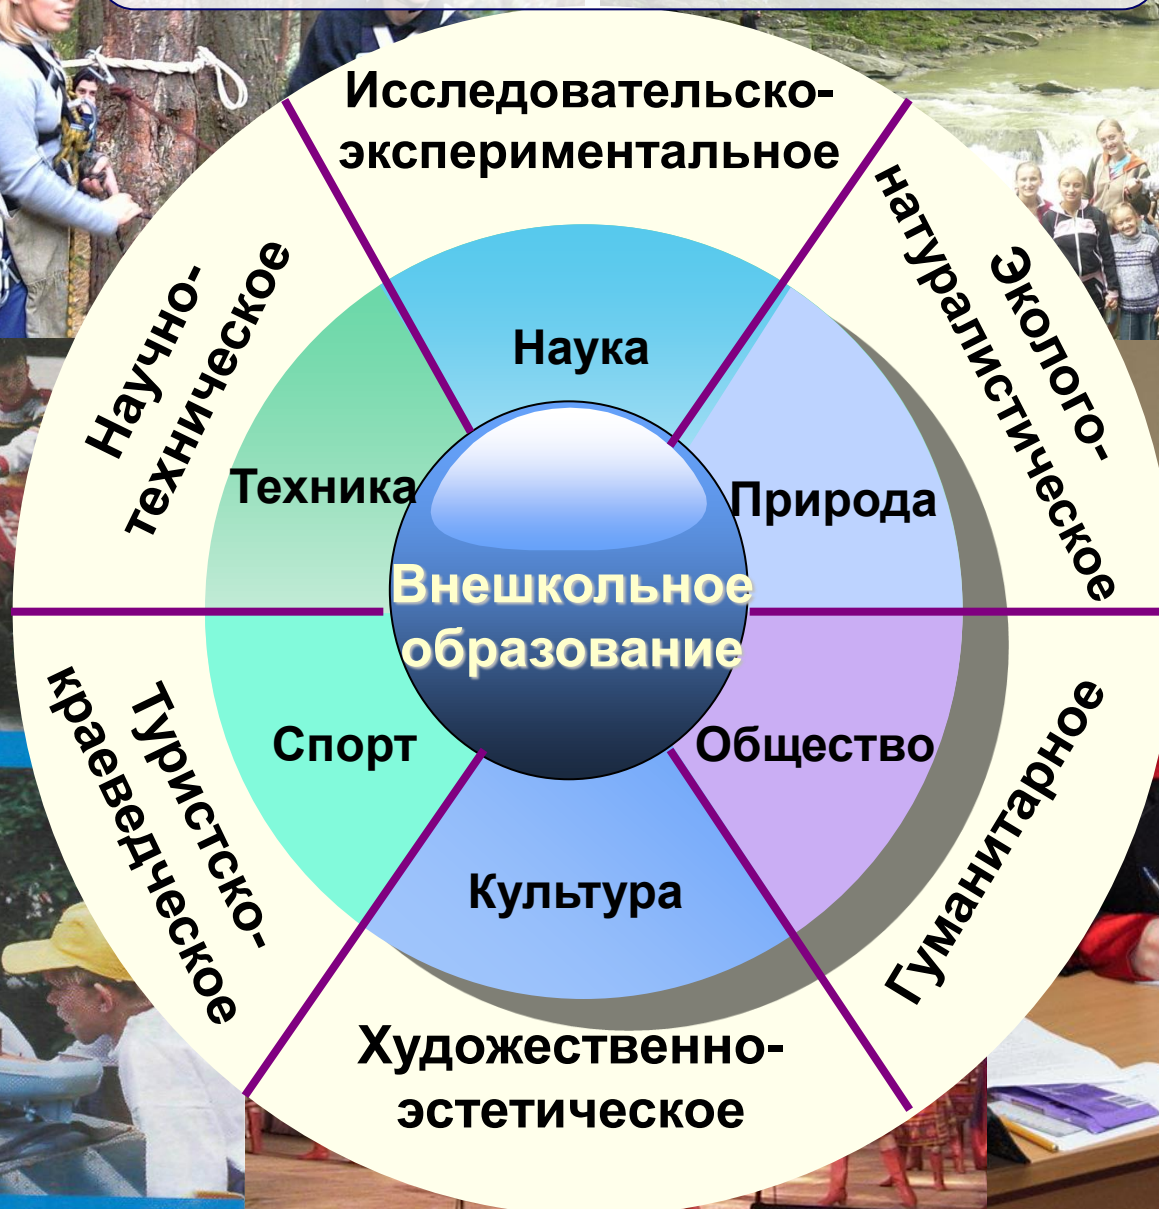 Исследовательско-
экспериментальное
Научно-
техническое
Эколого-
натуралистическое
Наука
Техника
Природа
Внешкольное
образование
Спорт
Общество
Культура
Туристско-
краеведческое
Гуманитарное
Художественно-
эстетическое